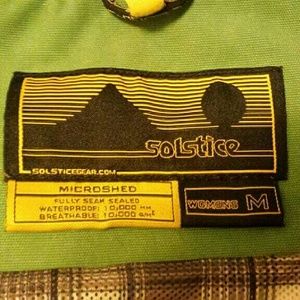 solstice
SOLSTICEGEAR.COM
MICROSHED
FULLY SEAM SEALED
WATERPROOF: 10,000 MM
BREATHABLE: 10,000 G/M²
WOMENS M